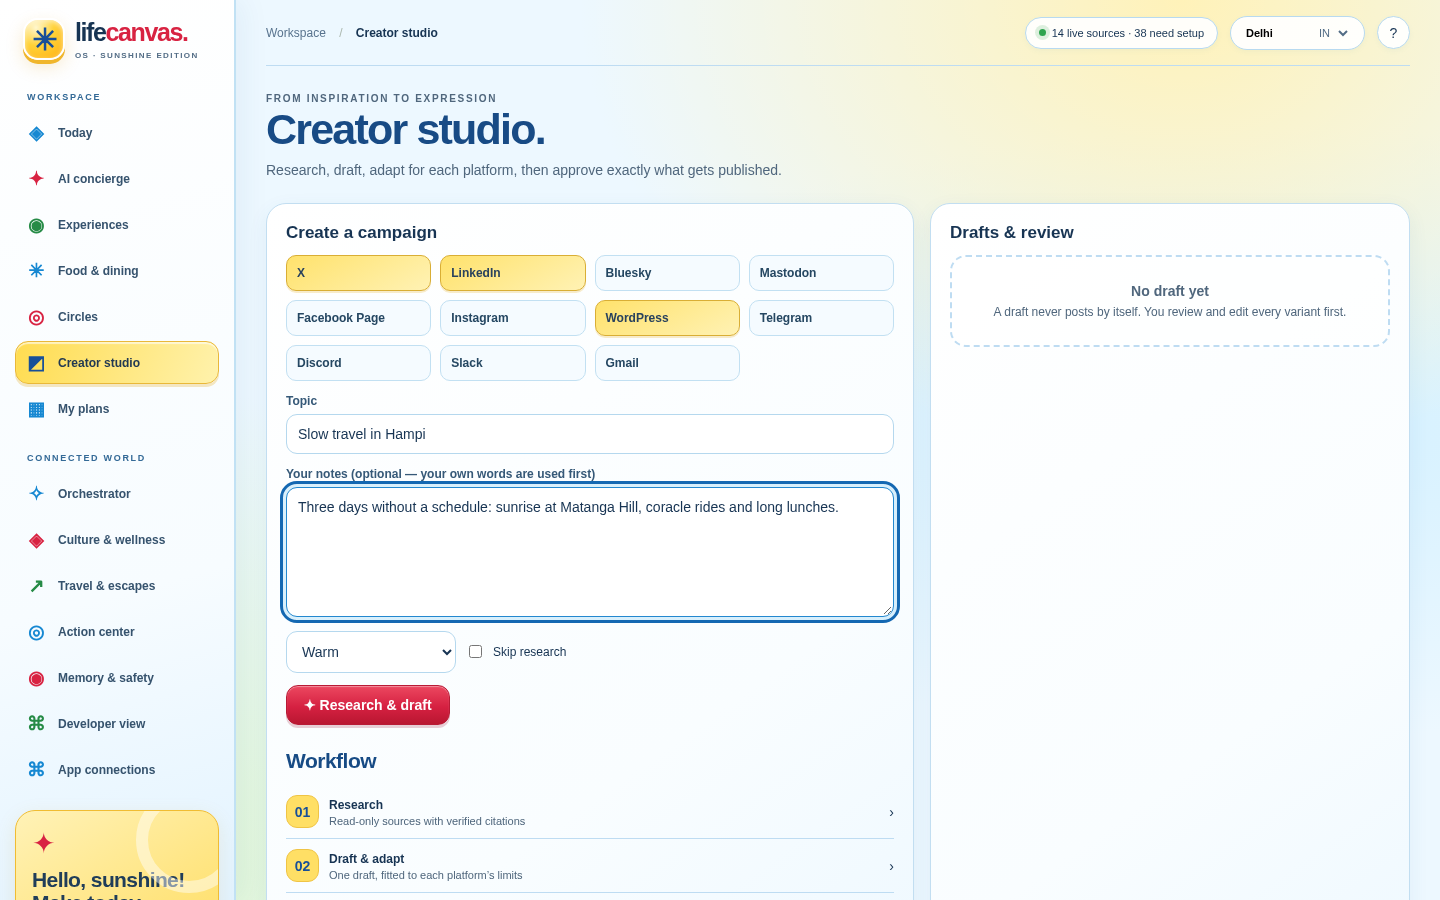 lifecanvas.
OS · SUNSHINE EDITION
WORKSPACE
Today
AI concierge
Experiences
Food & dining
Circles
Creator studio
My plans
CONNECTED WORLD
Orchestrator
Culture & wellness
Travel & escapes
Action center
Memory & safety
Developer view
App connections
Hello, sunshine!
Workspace / Creator studio
14 live sources · 38 need setup
Delhi IN
?
FROM INSPIRATION TO EXPRESSION
Creator studio.
Research, draft, adapt for each platform, then approve exactly what gets published.
Create a campaign
X LinkedIn Bluesky Mastodon
Facebook Page Instagram WordPress Telegram
Discord Slack Gmail
Topic
Slow travel in Hampi
Your notes (optional — your own words are used first)
Three days without a schedule: sunrise at Matanga Hill, coracle rides and long lunches.
Warm Skip research
✦ Research & draft
Workflow
01 Research
Read-only sources with verified citations ›
02 Draft & adapt
One draft, fitted to each platform's limits ›
Drafts & review
No draft yet
A draft never posts by itself. You review and edit every variant first.